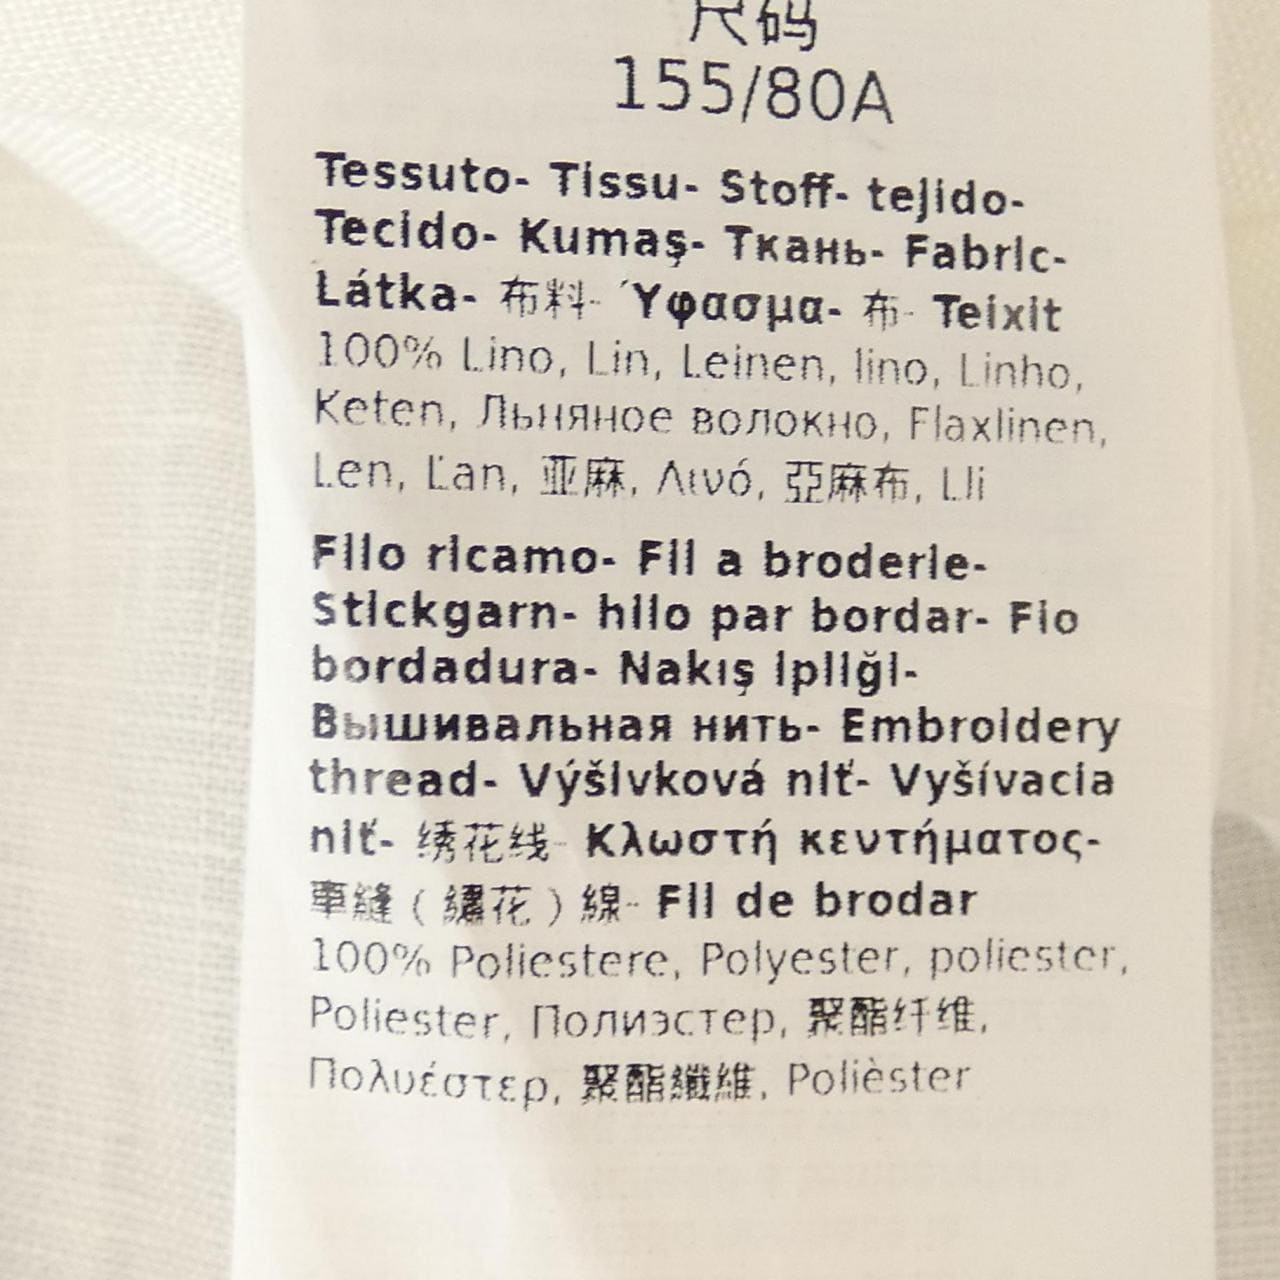 尺码
155/80A
Tessuto- Tissu- Stoff- tejido-
Tecido- Kumaş- Ткань- Fabric-
Látka- 布料- Ύφασμα- 布- Teixit
100% Lino, Lin, Leinen, lino, Linho,
Keten, Льняное волокно, Flaxlinen,
Len, Ľan, 亚麻, Λινό, 亞麻布, Lli
Filo ricamo- Fil a broderie-
Stickgarn- hilo par bordar- Fio
bordadura- Nakış ipliği-
Вышивальная нить- Embroidery
thread- Výšivková niť- Vyšívacia
niť- 绣花线- Κλωστή κεντήματος-
車縫（繡花）線- Fil de brodar
100% Poliestere, Polyester, poliester,
Poliester, Полиэстер, 聚酯纤维,
Πολυέστερ, 聚酯纖維, Polièster